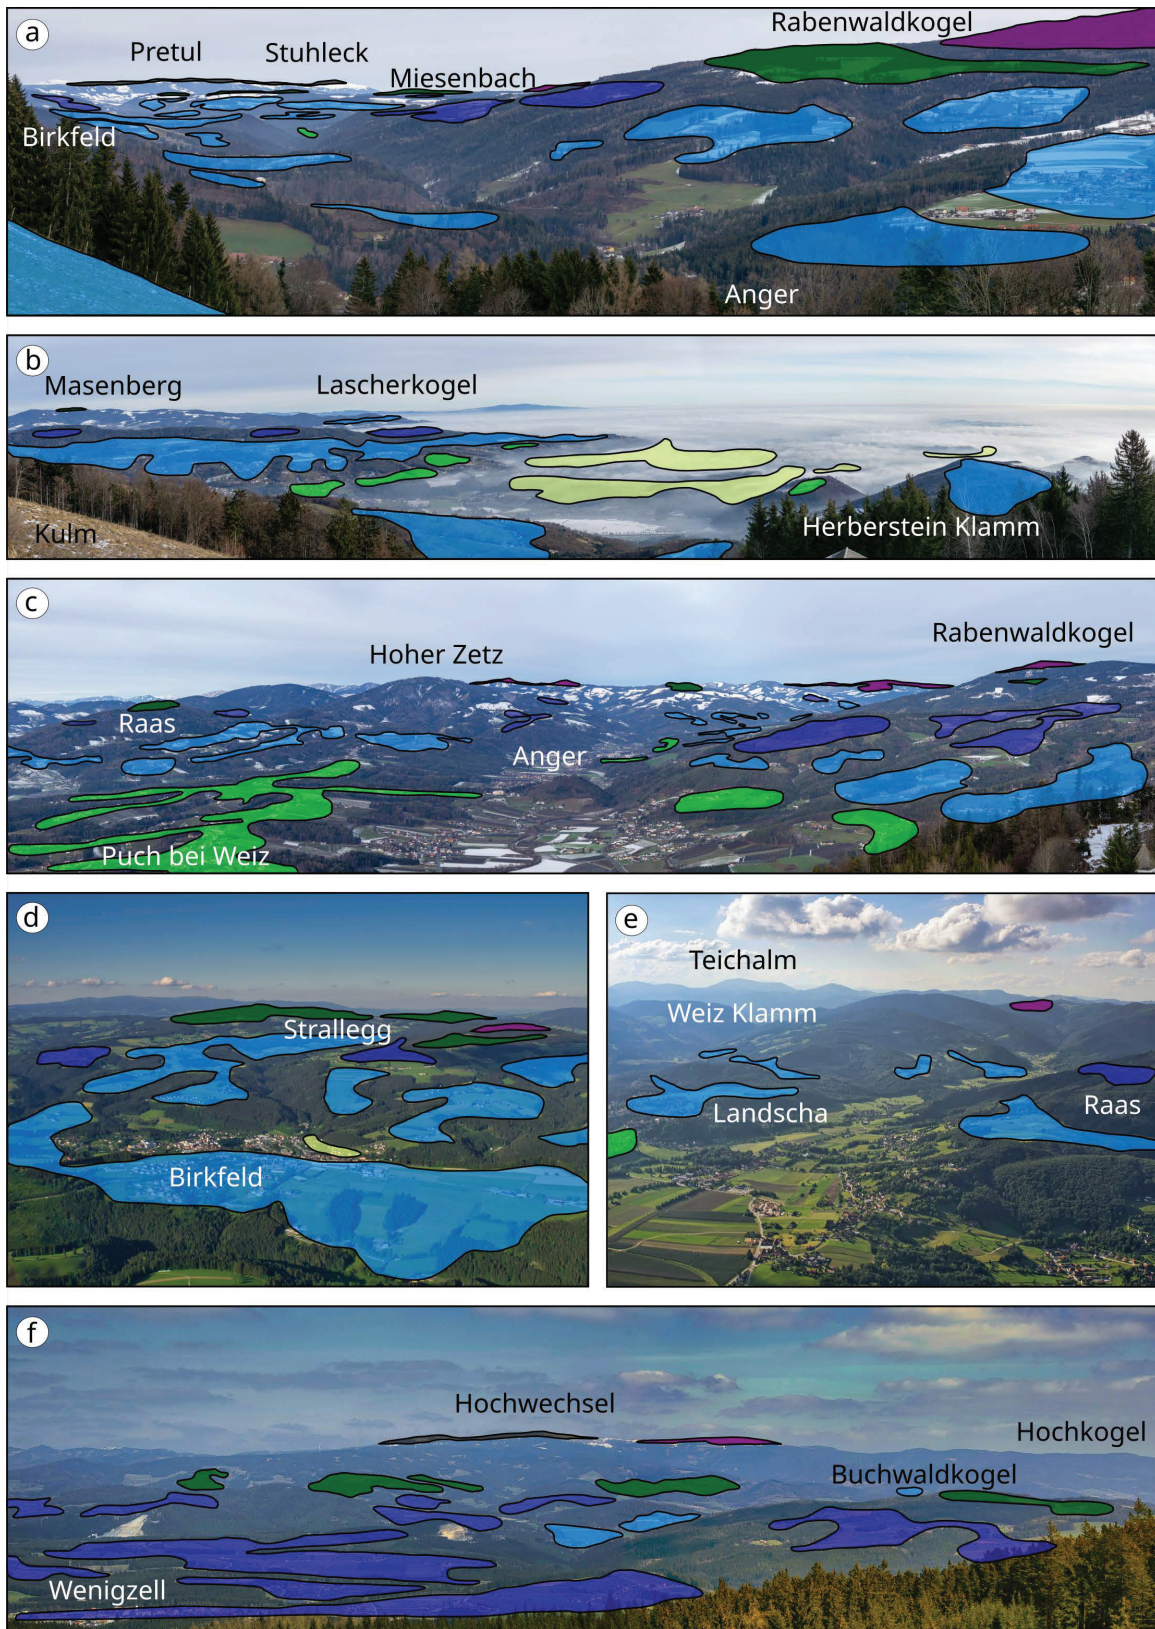 a
Rabenwaldkogel
Pretul
Stuhleck
Miesenbach
Birkfeld
Anger
b
Masenberg
Lascherkogel
Kulm
Herberstein Klamm
c
Rabenwaldkogel
Hoher Zetz
Raas
Anger
Puch bei Weiz
d
Strallegg
Birkfeld
e
Teichalm
Weiz Klamm
Landscha
Raas
f
Hochwechsel
Hochkogel
Buchwaldkogel
Wenigzell